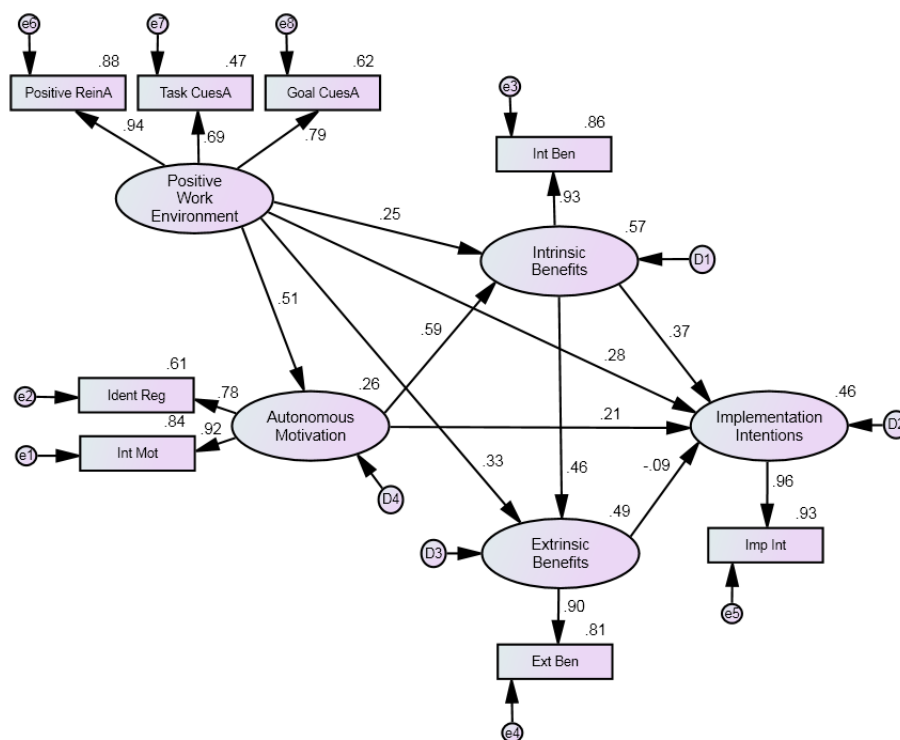 e6
e7
e8
.88
.47
.62
Positive ReinA
Task CuesA
Goal CuesA
.94
.69
.79
e3
.86
Int Ben
.93
Positive
Work
Environment
.25
.57
Intrinsic
Benefits
D1
.51
.59
.28
.37
.61
e2
Ident Reg
.78
.26
.84
.92
e1
Int Mot
Autonomous
Motivation
.21
.46
Implementation
Intentions
D2
.33
.46
-.09
.96
D4
.49
.93
D3
Extrinsic
Benefits
Imp Int
.90
e5
.81
Ext Ben
e4